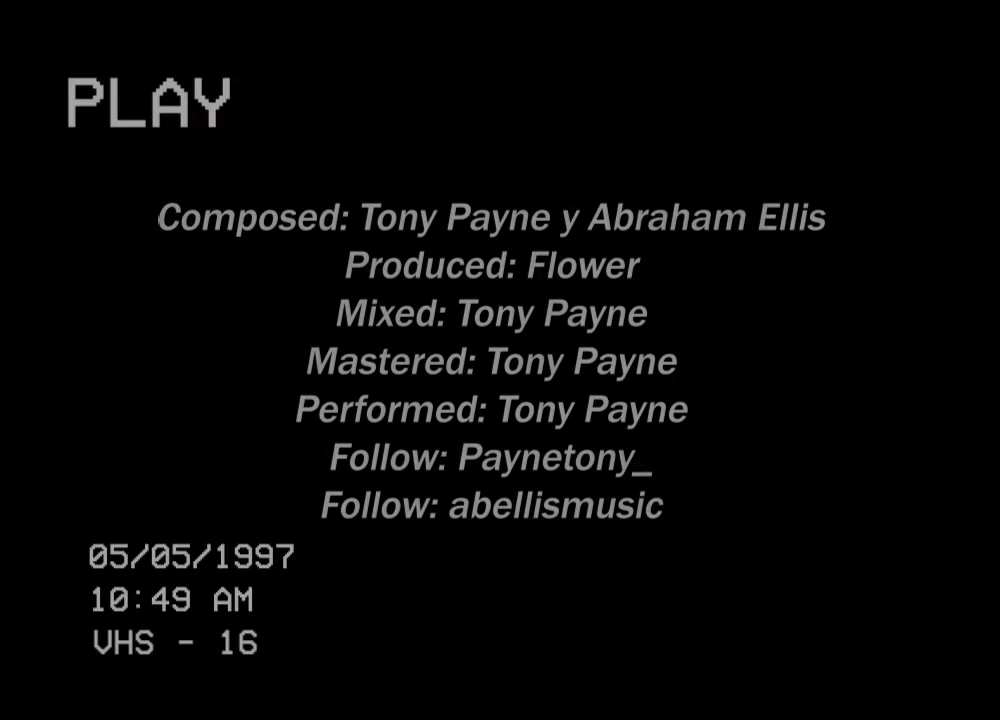 PLAY
Composed: Tony Payne y Abraham Ellis
Produced: Flower
Mixed: Tony Payne
Mastered: Tony Payne
Performed: Tony Payne
Follow: Paynetony_
Follow: abellismusic
05/05/1997
10:49 AM
VHS - 16